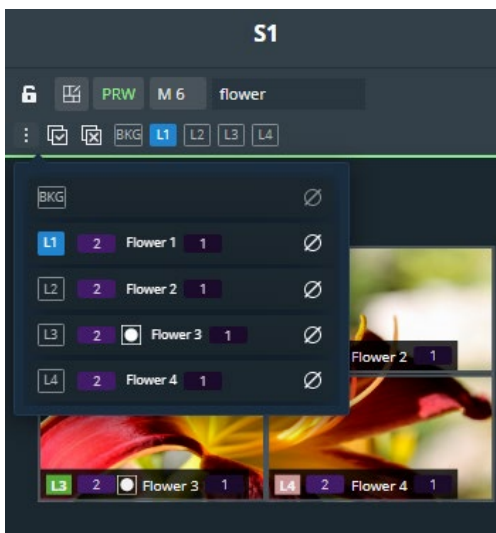 S1
PRW M 6 flower
BKG L1 L2 L3 L4
BKG
L1 2 Flower 1 1
L2 2 Flower 2 1
L3 2 Flower 3 1
L4 2 Flower 4 1
Flower 2 1
L3 2 Flower 3 1
L4 2 Flower 4 1